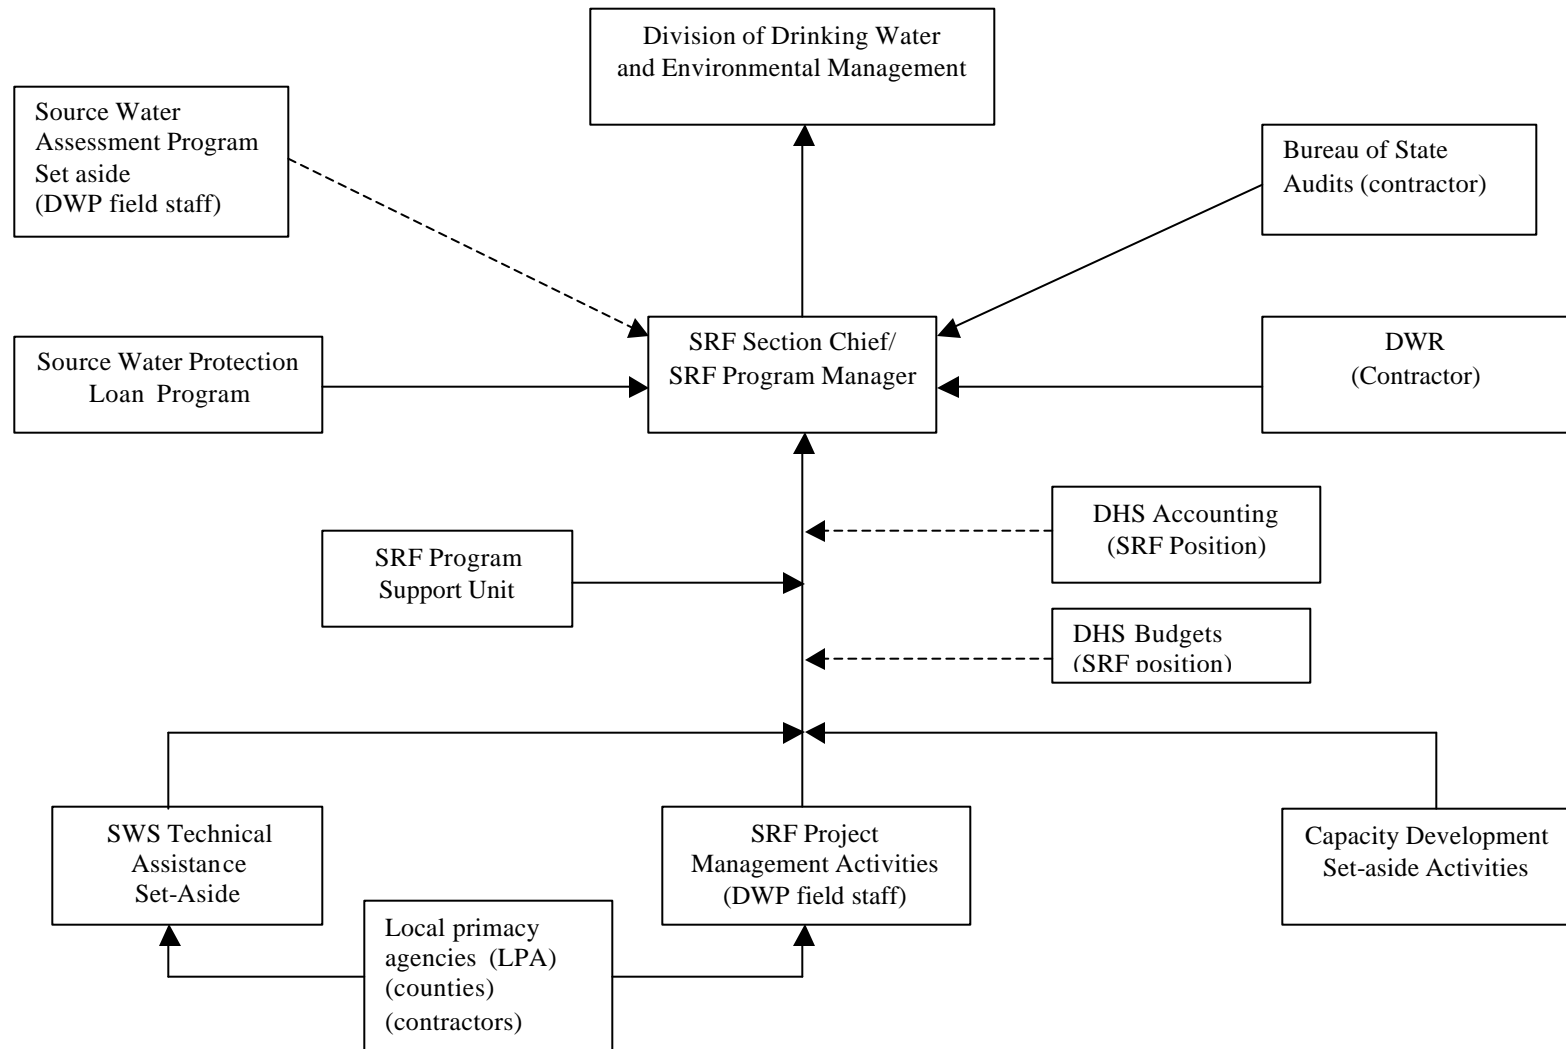 Division of Drinking Water
and Environmental Management
Source Water
Assessment Program
Set aside
(DWP field staff)
Bureau of State
Audits (contractor)
SRF Section Chief/
SRF Program Manager
Source Water Protection
Loan Program
DWR
(Contractor)
DHS Accounting
(SRF Position)
SRF Program
Support Unit
DHS Budgets
(SRF position)
SWS Technical
Assistance
Set-Aside
SRF Project
Management Activities
(DWP field staff)
Capacity Development
Set-aside Activities
Local primacy
agencies (LPA)
(counties)
(contractors)